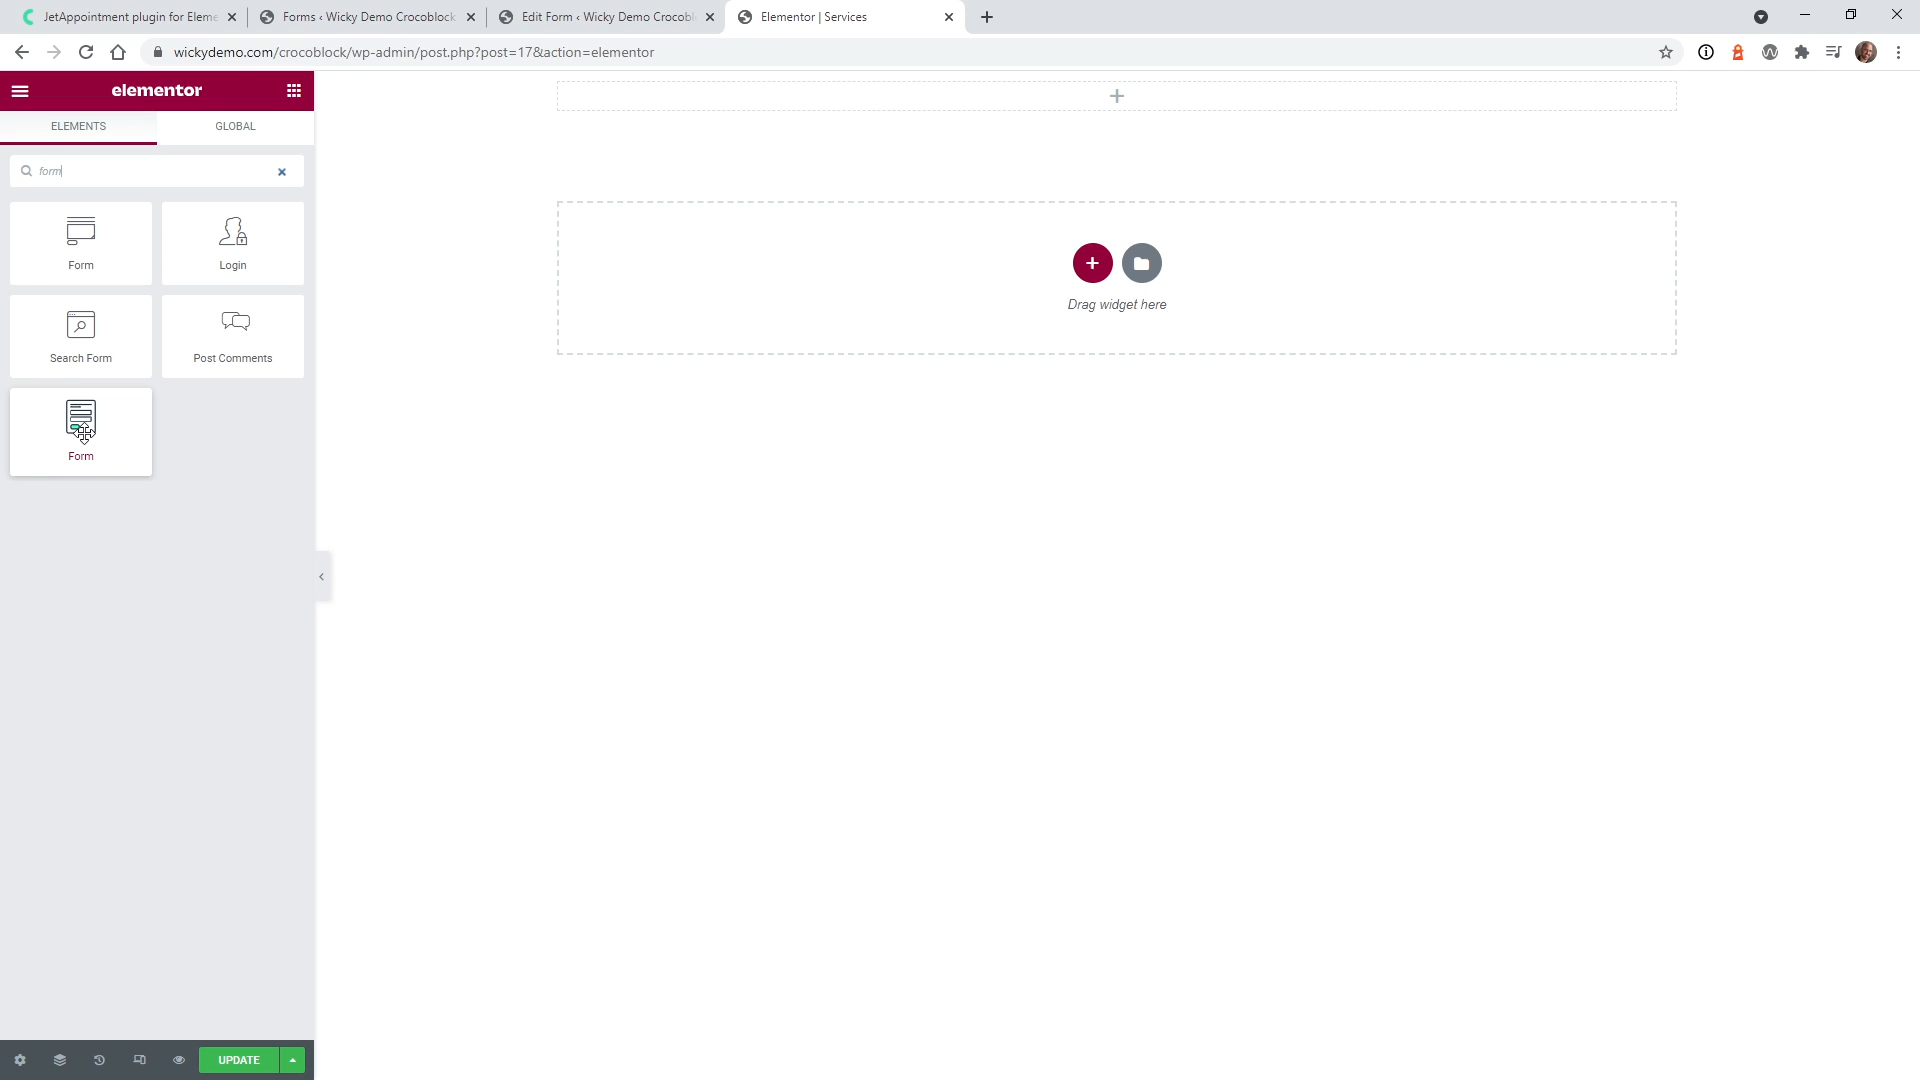 JetAppointment plugin for Eleme
Forms ‹ Wicky Demo Crocoblock
Edit Form ‹ Wicky Demo Crocobl
Elementor | Services
wickydemo.com/crocoblock/wp-admin/post.php?post=17&action=elementor
elementor
ELEMENTS
GLOBAL
form
Form
Login
Search Form
Post Comments
Form
Drag widget here
UPDATE